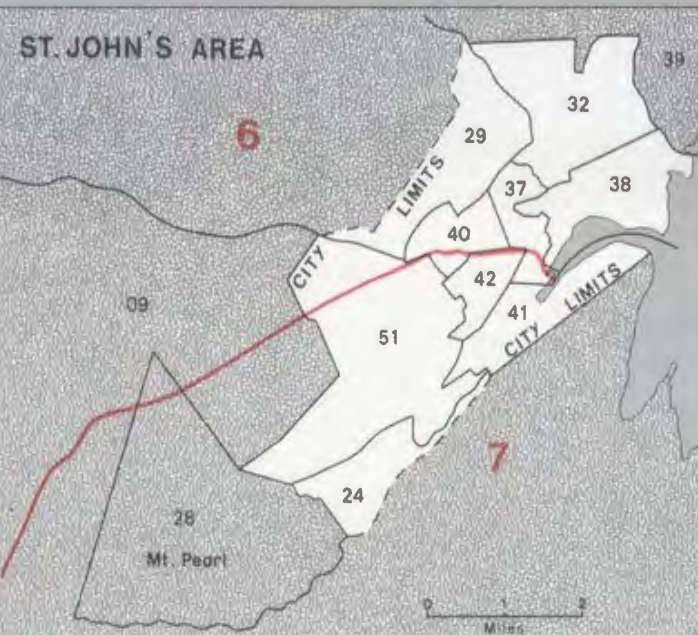 ST. JOHN'S AREA
39
6
32
29
LIMITS
37
38
40
CITY
42
09
LIMITS
41
51
CITY
7
24
28
Mt. Pearl
0 1 2
Miles